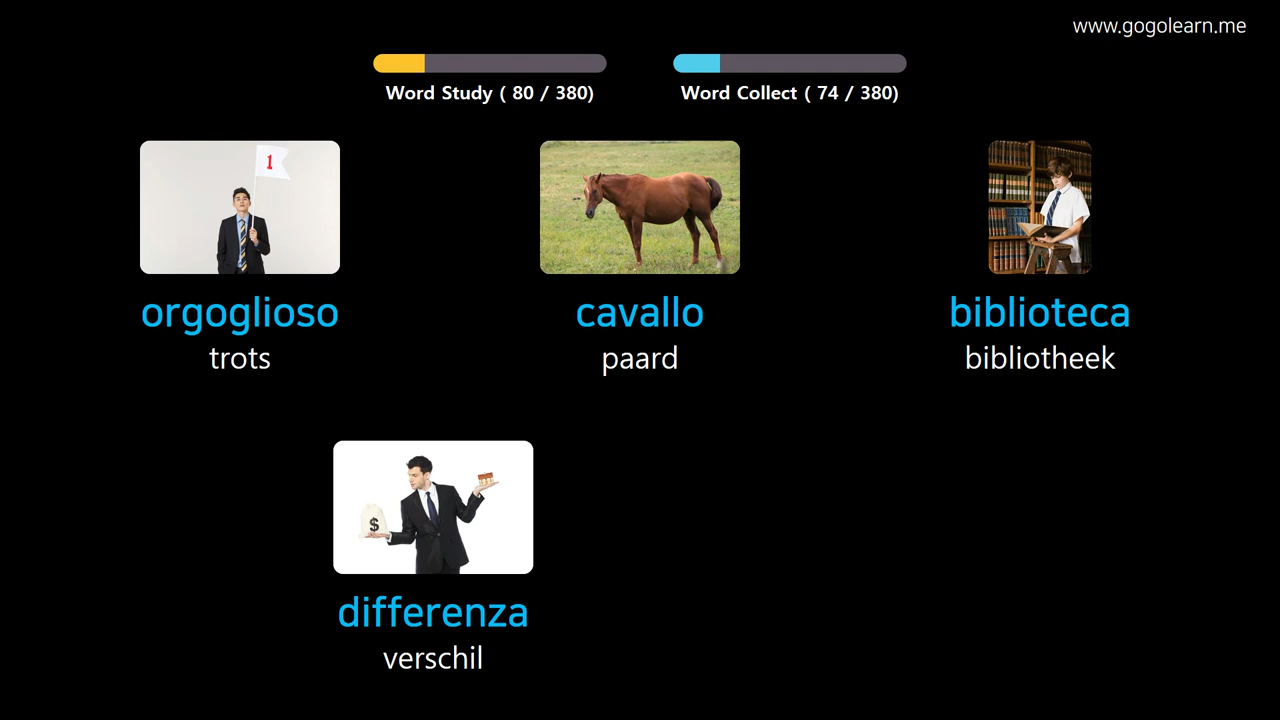 www.gogolearn.me
Word Study ( 80 / 380)
Word Collect ( 74 / 380)
1
orgoglioso
trots
cavallo
paard
biblioteca
bibliotheek
$
differenza
verschil